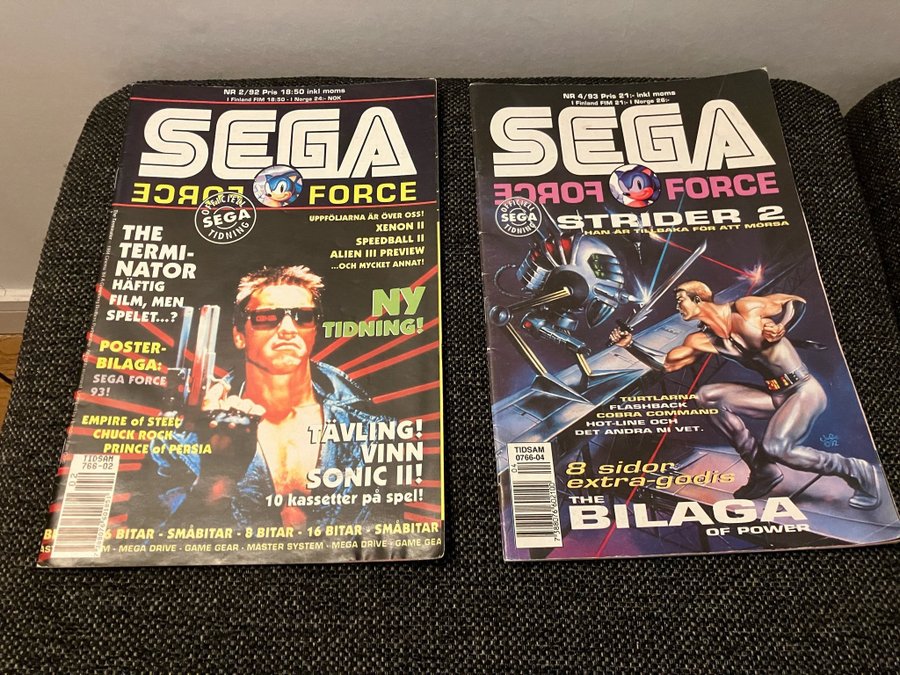 NR 2/92 Pris 18:50 inkl moms
I Finland FIM 18:50 - I Norge 24:- NOK
SEGA
FORCE FORCE
OFFICIELL
SEGA
TIDNING
UPPFÖLJARNA ÄR ÖVER OSS!
XENON II
SPEEDBALL II
ALIEN III PREVIEW
...OCH MYCKET ANNAT!
THE
TERMI-
NATOR
HÄFTIG
FILM, MEN
SPELET...?
NY
TIDNING!
POSTER-
BILAGA:
SEGA FORCE
93!
EMPIRE of STEEL
CHUCK ROCK
PRINCE of PERSIA
TÄVLING!
VINN
SONIC II!
10 kassetter på spel!
TIDSAM
766-02
02
BITAR - SMÅBITAR - 8 BITAR - 16 BITAR - SMÅBITAR
- MEGA DRIVE - GAME GEAR - MASTER SYSTEM - MEGA DRIVE - GAME GEA
NR 4/93 Pris 21:- inkl moms
I Finland FIM 21:- I Norge 26:-
SEGA
FORCE FORCE
OFFICIELL
SEGA
TIDNING
STRIDER 2
HAN ÄR TILLBAKA FÖR ATT MÖRSA
TURTLARNA
FLASHBACK
COBRA COMMAND
HOT-LINE OCH
DET ANDRA NI VET.
TIDSAM
0766-04
04
8 sidor
extra-godis
THE
BILAGA
OF POWER